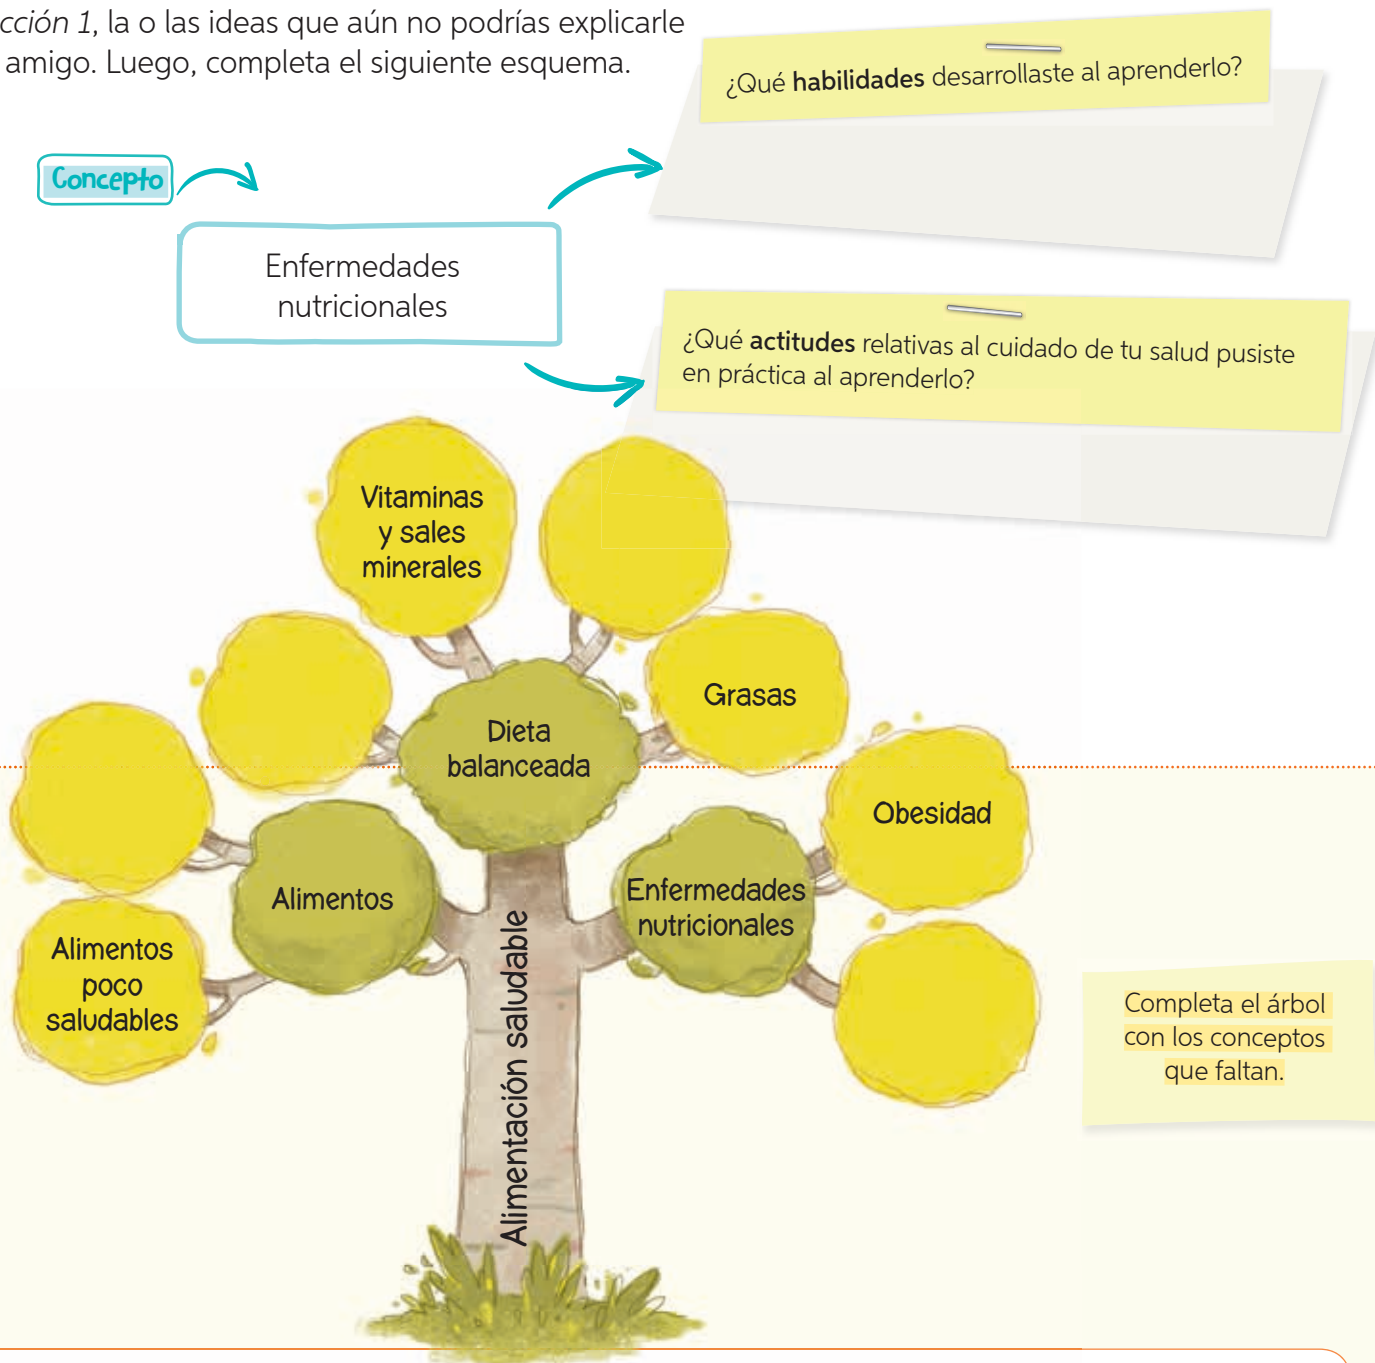 cción 1, la o las ideas que aún no podrías explicarle
amigo. Luego, completa el siguiente esquema.
¿Qué habilidades desarrollaste al aprenderlo?
Concepto
Enfermedades
nutricionales
¿Qué actitudes relativas al cuidado de tu salud pusiste
en práctica al aprenderlo?
Vitaminas
y sales
minerales
Grasas
Dieta
balanceada
Obesidad
Alimentos
Enfermedades
nutricionales
Alimentos
poco
saludables
Alimentación saludable
Completa el árbol
con los conceptos
que faltan.